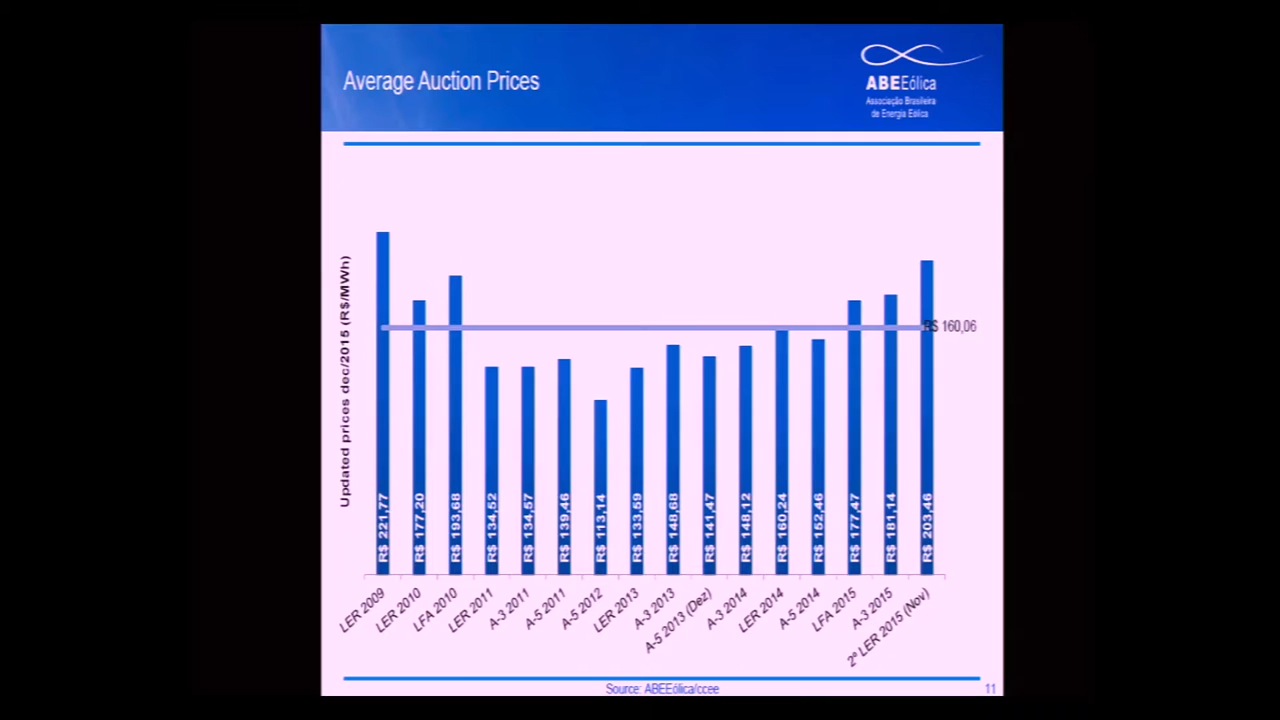 Average Auction Prices
ABEEólica
Associação Brasileira
de Energia Eólica
Updated prices dec/2015 (R$/MWh)
R$ 160,06
R$ 221,77
R$ 177,20
R$ 193,68
R$ 134,52
R$ 134,57
R$ 139,46
R$ 113,14
R$ 133,59
R$ 148,68
R$ 141,47
R$ 148,12
R$ 160,24
R$ 152,46
R$ 177,47
R$ 181,14
R$ 203,46
LER 2009
LER 2010
LFA 2010
LER 2011
A-3 2011
A-5 2011
A-5 2012
LER 2013
A-3 2013
A-5 2013 (Dez)
A-3 2014
LER 2014
A-5 2014
LFA 2015
A-3 2015
2º LER 2015 (Nov)
Source: ABEEólica/ccee
11